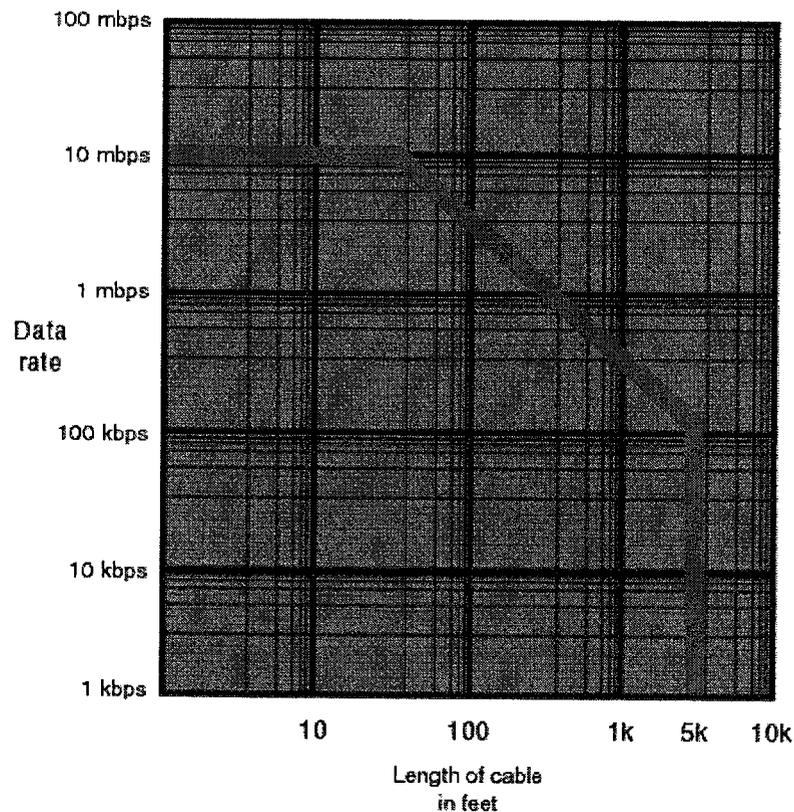 100 mbps
10 mbps
1 mbps
Data
rate
100 kbps
10 kbps
1 kbps
10 100 1k 5k 10k
Length of cable
in feet